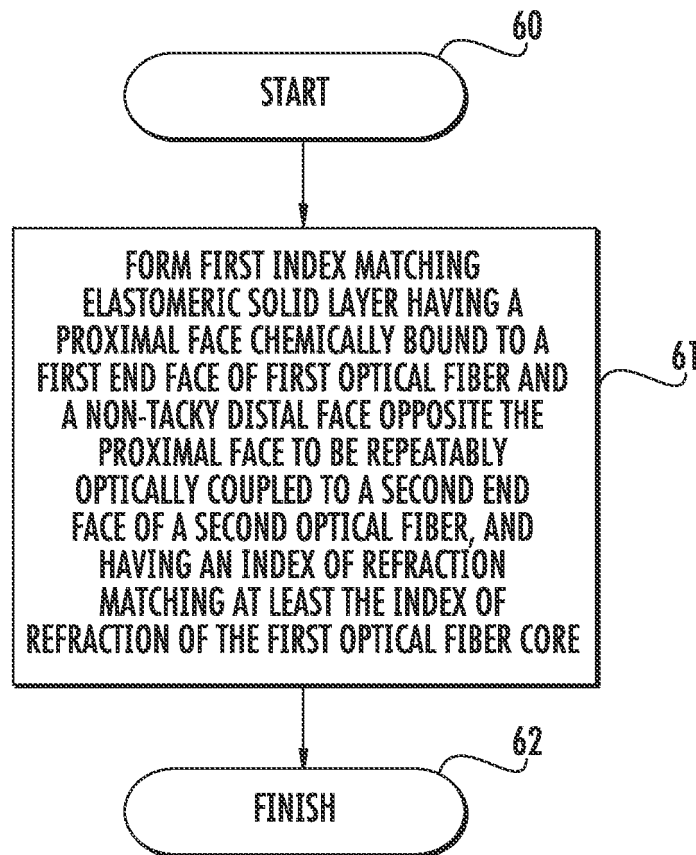 60
START
FORM FIRST INDEX MATCHING
ELASTOMERIC SOLID LAYER HAVING A
PROXIMAL FACE CHEMICALLY BOUND TO A
FIRST END FACE OF FIRST OPTICAL FIBER AND
A NON-TACKY DISTAL FACE OPPOSITE THE
PROXIMAL FACE TO BE REPEATABLY
OPTICALLY COUPLED TO A SECOND END
FACE OF A SECOND OPTICAL FIBER, AND
HAVING AN INDEX OF REFRACTION
MATCHING AT LEAST THE INDEX OF
REFRACTION OF THE FIRST OPTICAL FIBER CORE
61
62
FINISH